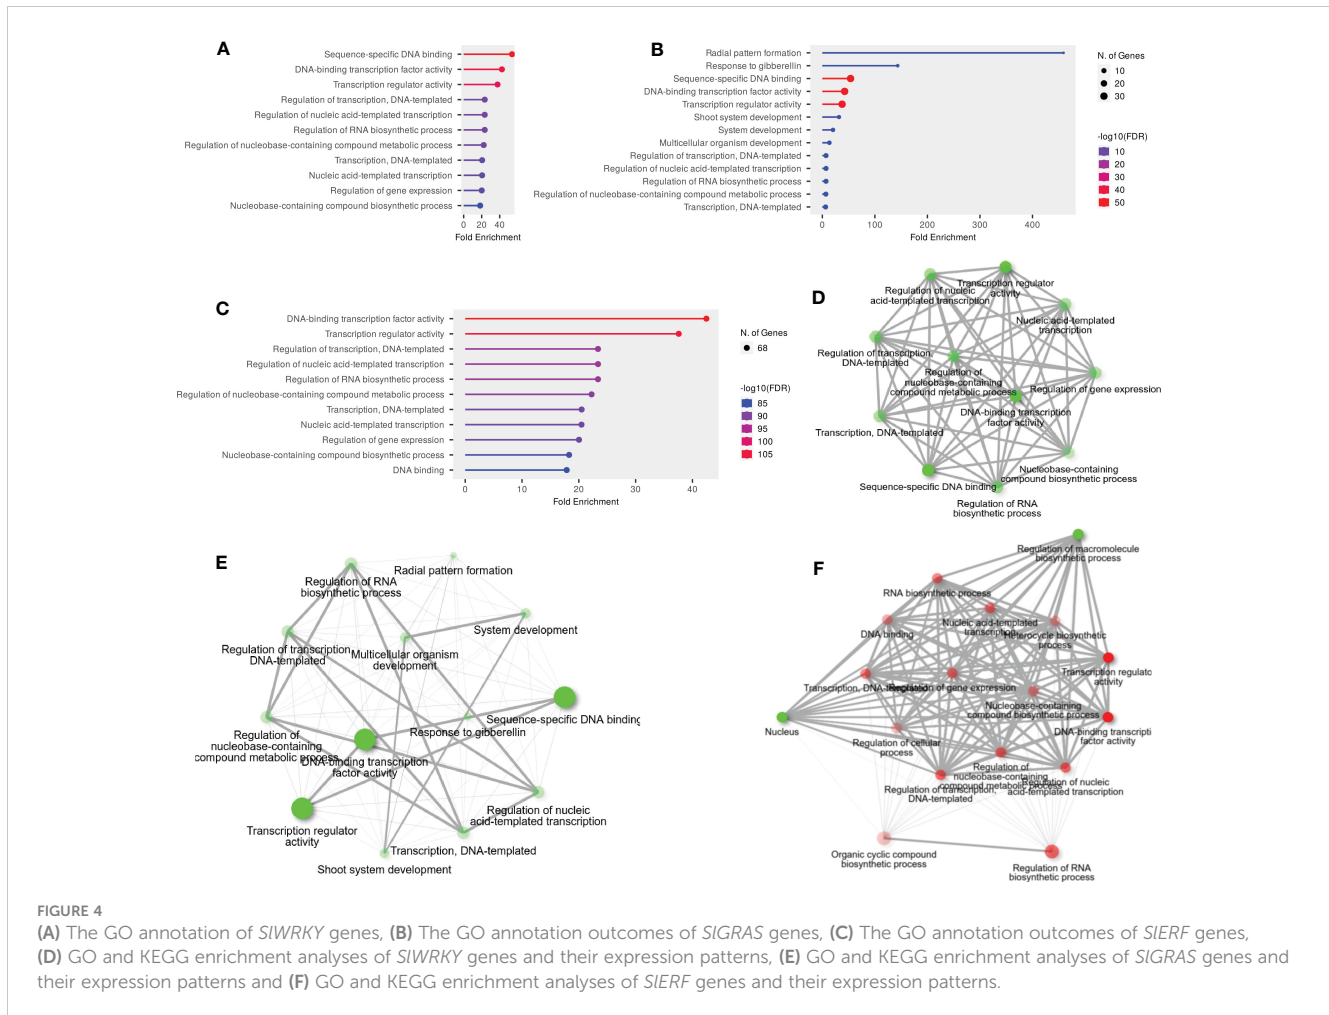 A
Sequence-specific DNA binding
DNA-binding transcription factor activity
Transcription regulator activity
Regulation of transcription, DNA-templated
Regulation of nucleic acid-templated transcription
Regulation of RNA biosynthetic process
Regulation of nucleobase-containing compound metabolic process
Transcription, DNA-templated
Nucleic acid-templated transcription
Regulation of gene expression
Nucleobase-containing compound biosynthetic process
0 20 40
Fold Enrichment
B
Radial pattern formation
Response to gibberellin
Sequence-specific DNA binding
DNA-binding transcription factor activity
Transcription regulator activity
Shoot system development
System development
Multicellular organism development
Regulation of transcription, DNA-templated
Regulation of nucleic acid-templated transcription
Regulation of RNA biosynthetic process
Regulation of nucleobase-containing compound metabolic process
Transcription, DNA-templated
0 100 200 300 400
Fold Enrichment
N. of Genes
10
20
30
-log10(FDR)
10
20
30
40
50
C
DNA-binding transcription factor activity
Transcription regulator activity
Regulation of transcription, DNA-templated
Regulation of nucleic acid-templated transcription
Regulation of RNA biosynthetic process
Regulation of nucleobase-containing compound metabolic process
Transcription, DNA-templated
Nucleic acid-templated transcription
Regulation of gene expression
Nucleobase-containing compound biosynthetic process
DNA binding
0 10 20 30 40
Fold Enrichment
N. of Genes
68
-log10(FDR)
85
90
95
100
105
D
Transcription regulator
activity
Regulation of nucleic
acid-templated transcription
Nucleic acid-templated
transcription
Regulation of transcription,
DNA-templated
Regulation of
nucleobase-containing
compound metabolic process
Regulation of gene expression
DNA-binding transcription
factor activity
Transcription, DNA-templated
Nucleobase-containing
compound biosynthetic process
Sequence-specific DNA binding
Regulation of RNA
biosynthetic process
E
Radial pattern formation
Regulation of RNA
biosynthetic process
System development
Regulation of transcription,
DNA-templated
Multicellular organism
development
Sequence-specific DNA binding
Response to gibberellin
Regulation of
nucleobase-containing
compound metabolic process
DNA-binding transcription
factor activity
Regulation of nucleic
acid-templated transcription
Transcription regulator
activity
Transcription, DNA-templated
Shoot system development
F
Regulation of macromolecule
biosynthetic process
RNA biosynthetic process
Nucleic acid-templated
transcription
DNA binding
Heterocycle biosynthetic
process
Transcription regulato
activity
Transcription, DNA-templated
Regulation of gene expression
Nucleobase-containing
compound biosynthetic process
Nucleus
DNA-binding transcripti
factor activity
Regulation of cellular
process
Regulation of
nucleobase-containing
compound metabolic process
Regulation of nucleic
acid-templated transcription
Regulation of transcription,
DNA-templated
Organic cyclic compound
biosynthetic process
Regulation of RNA
biosynthetic process
FIGURE 4
(A) The GO annotation of SlWRKY genes, (B) The GO annotation outcomes of SlGRAS genes, (C) The GO annotation outcomes of SlERF genes,
(D) GO and KEGG enrichment analyses of SlWRKY genes and their expression patterns, (E) GO and KEGG enrichment analyses of SlGRAS genes and
their expression patterns and (F) GO and KEGG enrichment analyses of SlERF genes and their expression patterns.